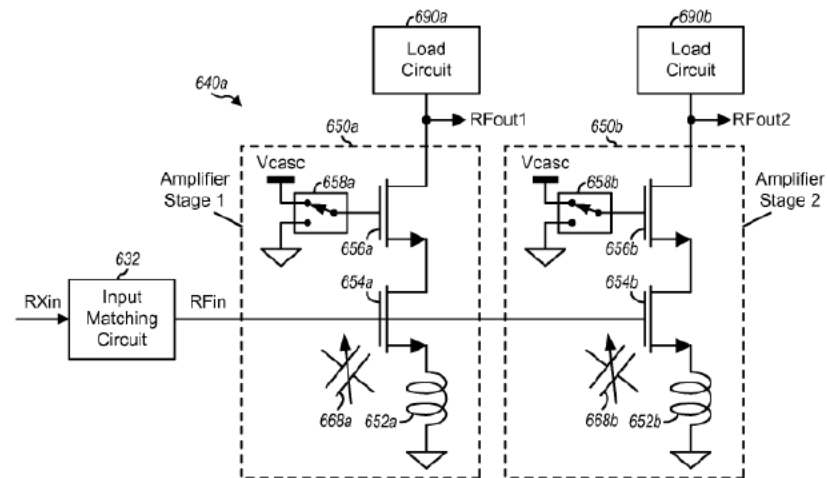 690a
690b
Load
Circuit
Load
Circuit
640a
RFout1
RFout2
650a
650b
Vcasc
Vcasc
658a
658b
Amplifier
Stage 1
Amplifier
Stage 2
656a
656b
632
654a
654b
RXin
Input
Matching
Circuit
RFin
668a
652a
668b
652b